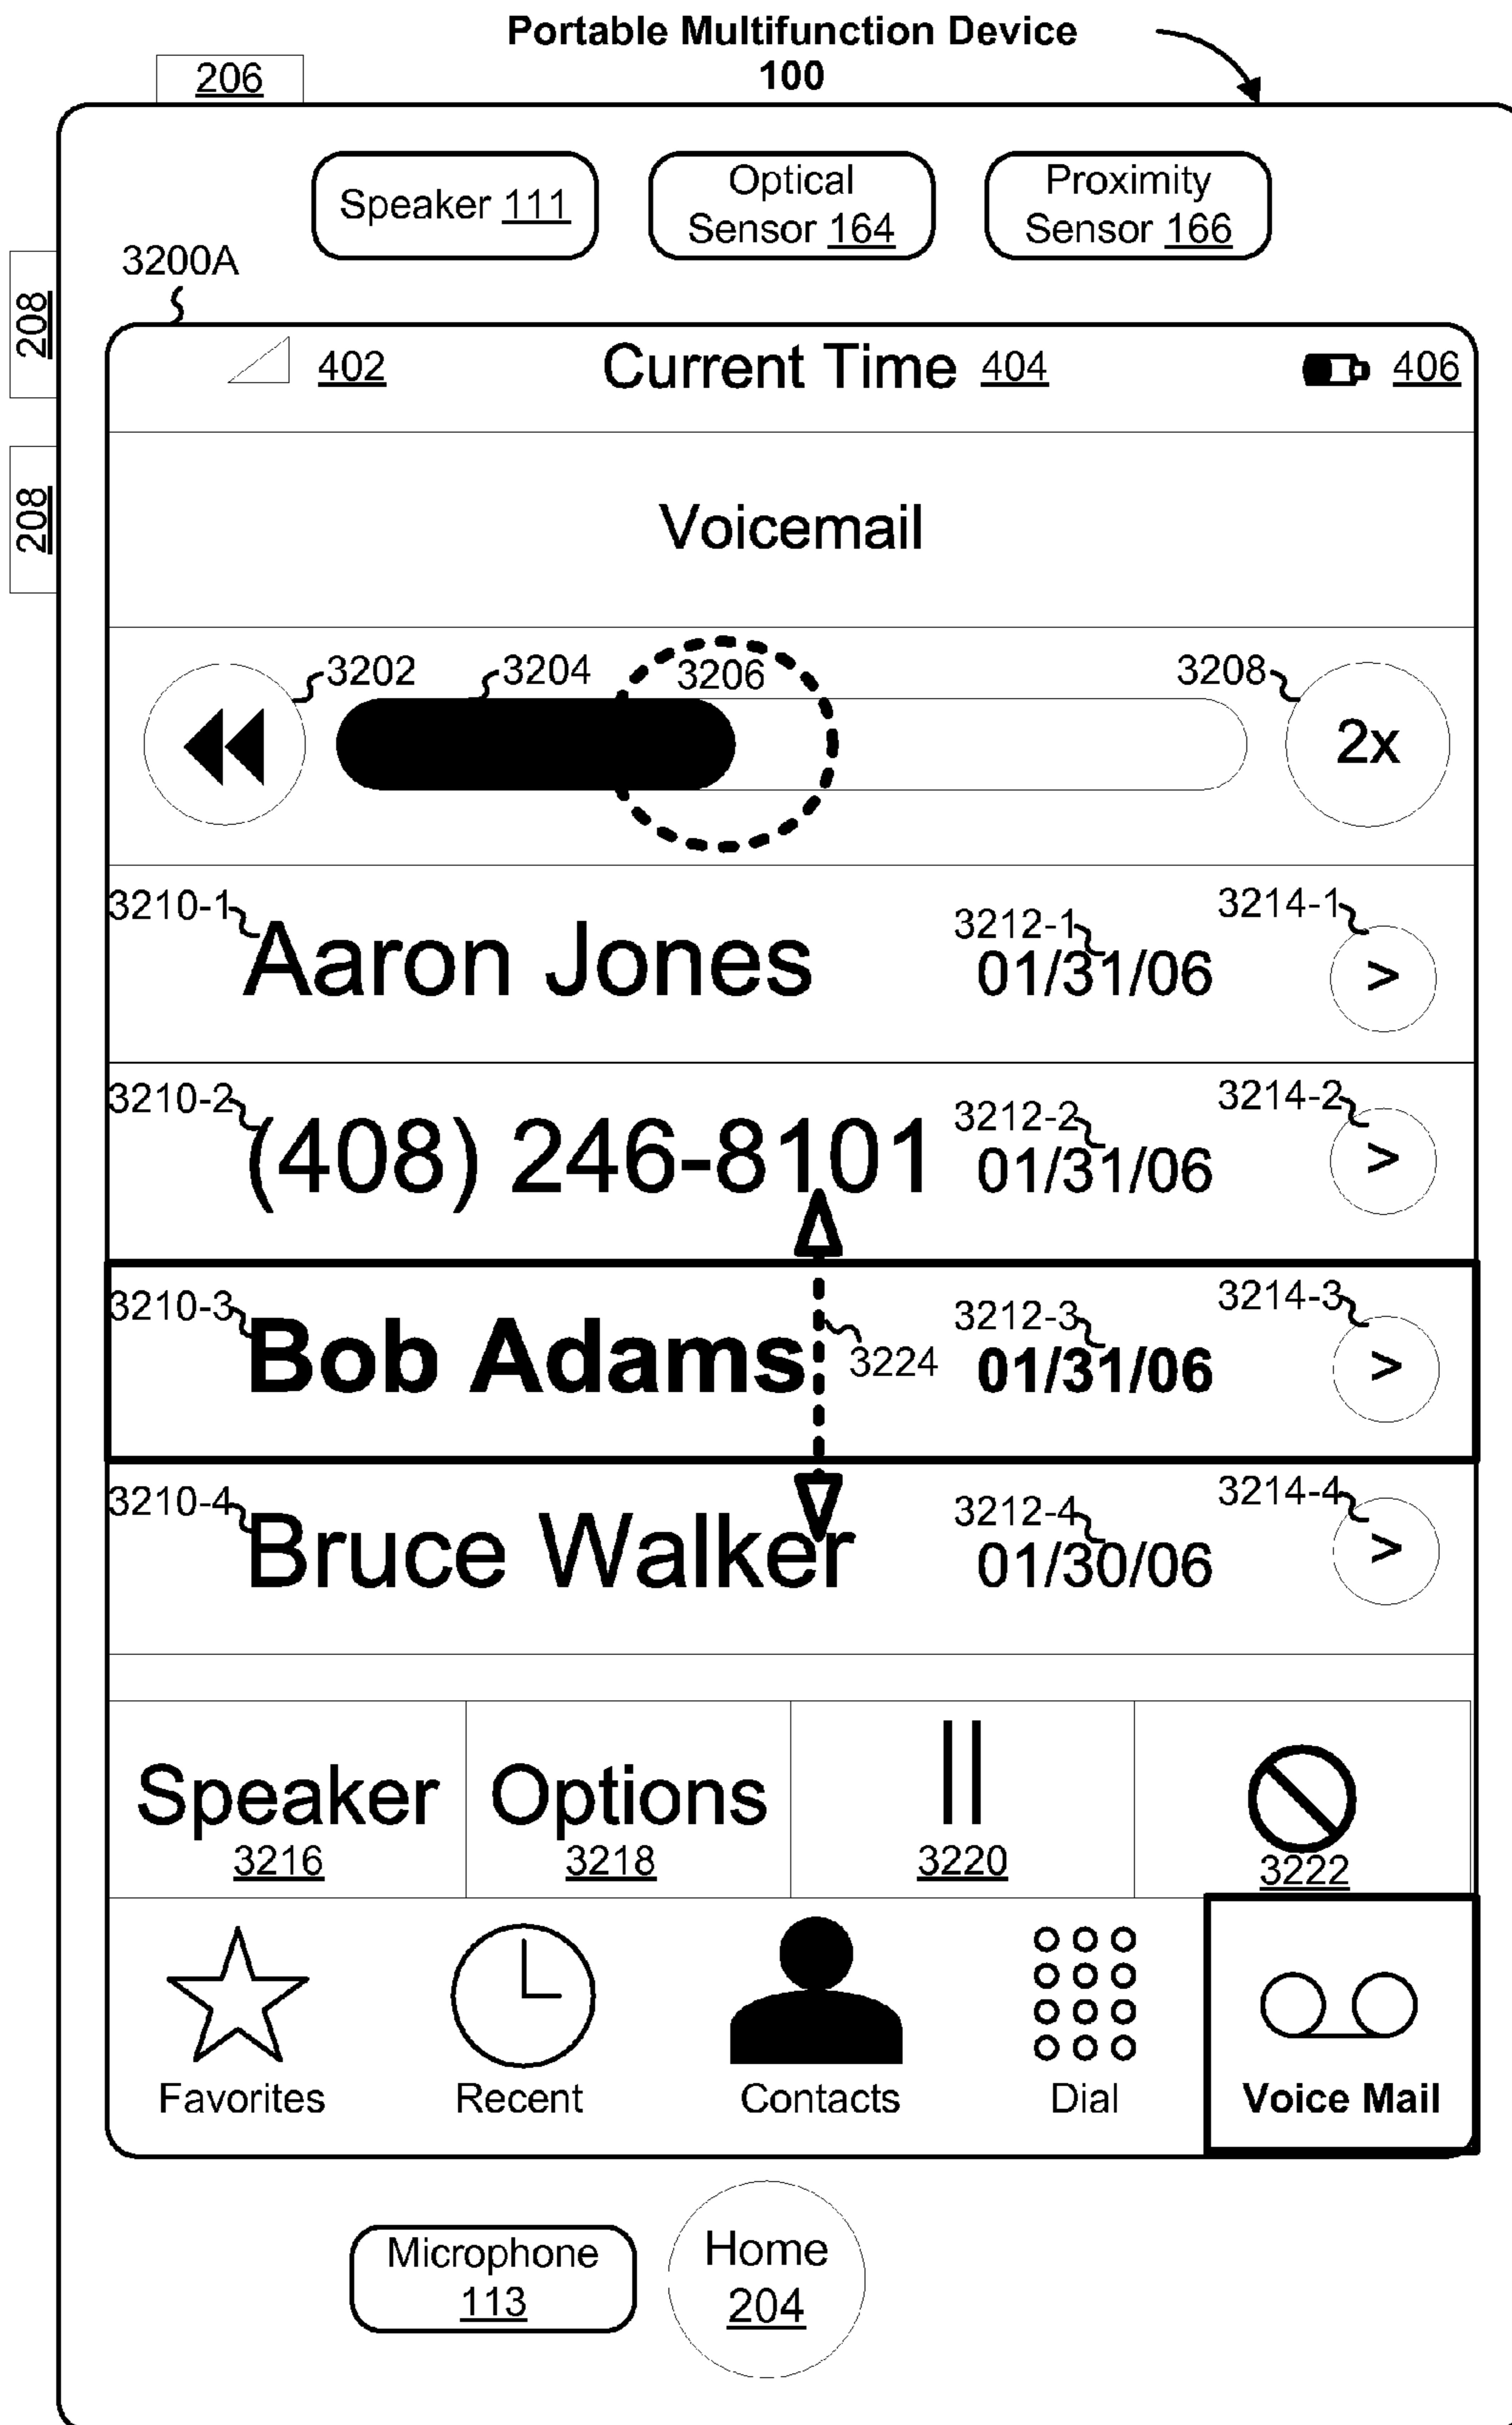 Portable Multifunction Device
100
206
Speaker 111
Optical
Sensor 164
Proximity
Sensor 166
3200A
208
208
402
Current Time 404
406
Voicemail
3202
3204
3206
3208
2x
3210-1
Aaron Jones
3212-1
01/31/06
3214-1
>
3210-2
(408) 246-8101
3212-2
01/31/06
3214-2
>
3210-3
Bob Adams
3224
3212-3
01/31/06
3214-3
>
3210-4
Bruce Walker
3212-4
01/30/06
3214-4
>
Speaker
3216
Options
3218
3220
3222
Favorites
Recent
Contacts
Dial
Voice Mail
Microphone
113
Home
204